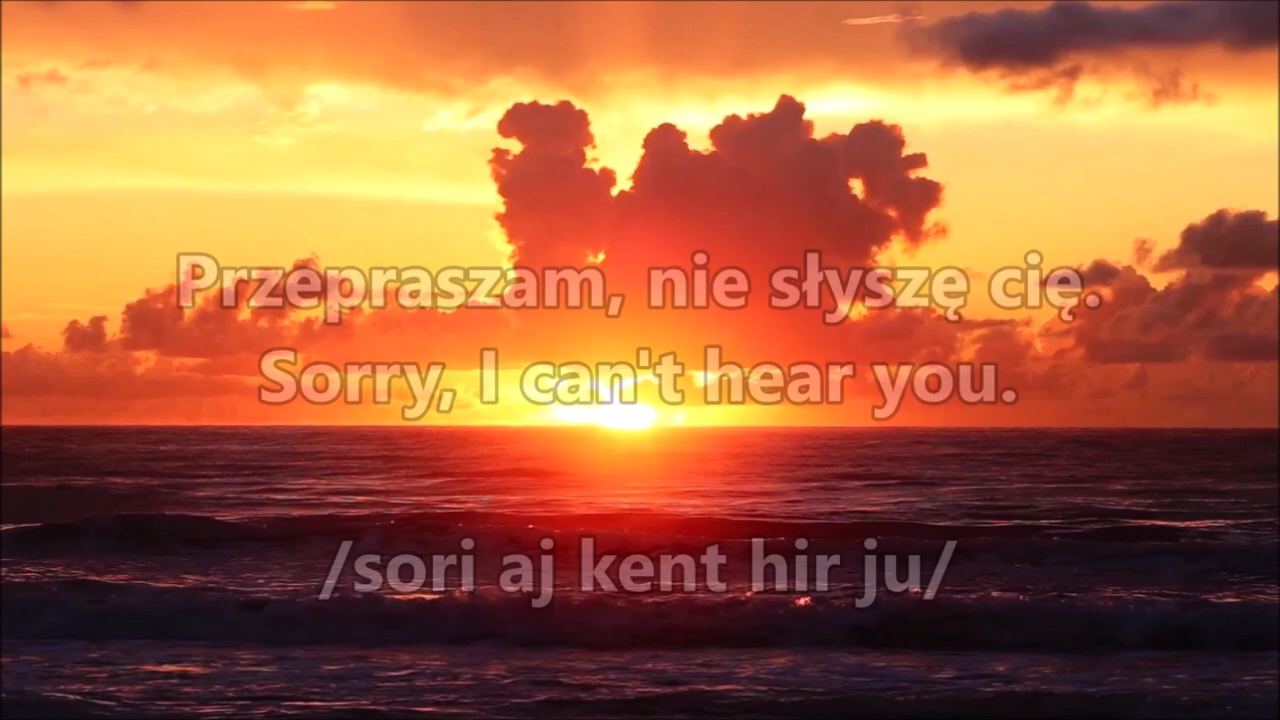 Przepraszam, nie słyszę cię.
Sorry, I can't hear you.
/sori aj kent hir ju/